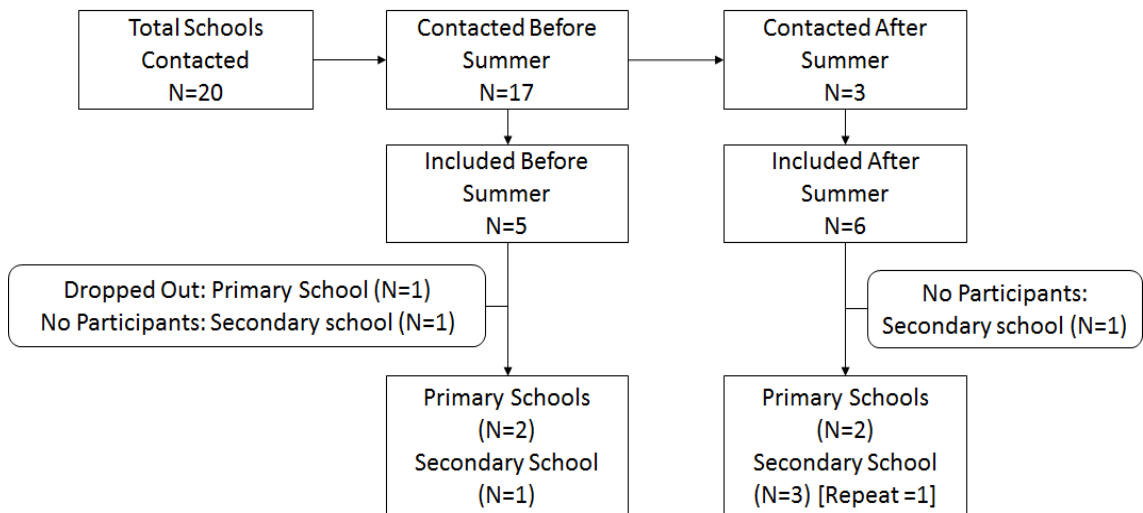 Total Schools
Contacted
N=20
Contacted Before
Summer
N=17
Contacted After
Summer
N=3
Included Before
Summer
N=5
Included After
Summer
N=6
Dropped Out: Primary School (N=1)
No Participants: Secondary school (N=1)
No Participants:
Secondary school (N=1)
Primary Schools
(N=2)
Secondary School
(N=1)
Primary Schools
(N=2)
Secondary School
(N=3) [Repeat =1]